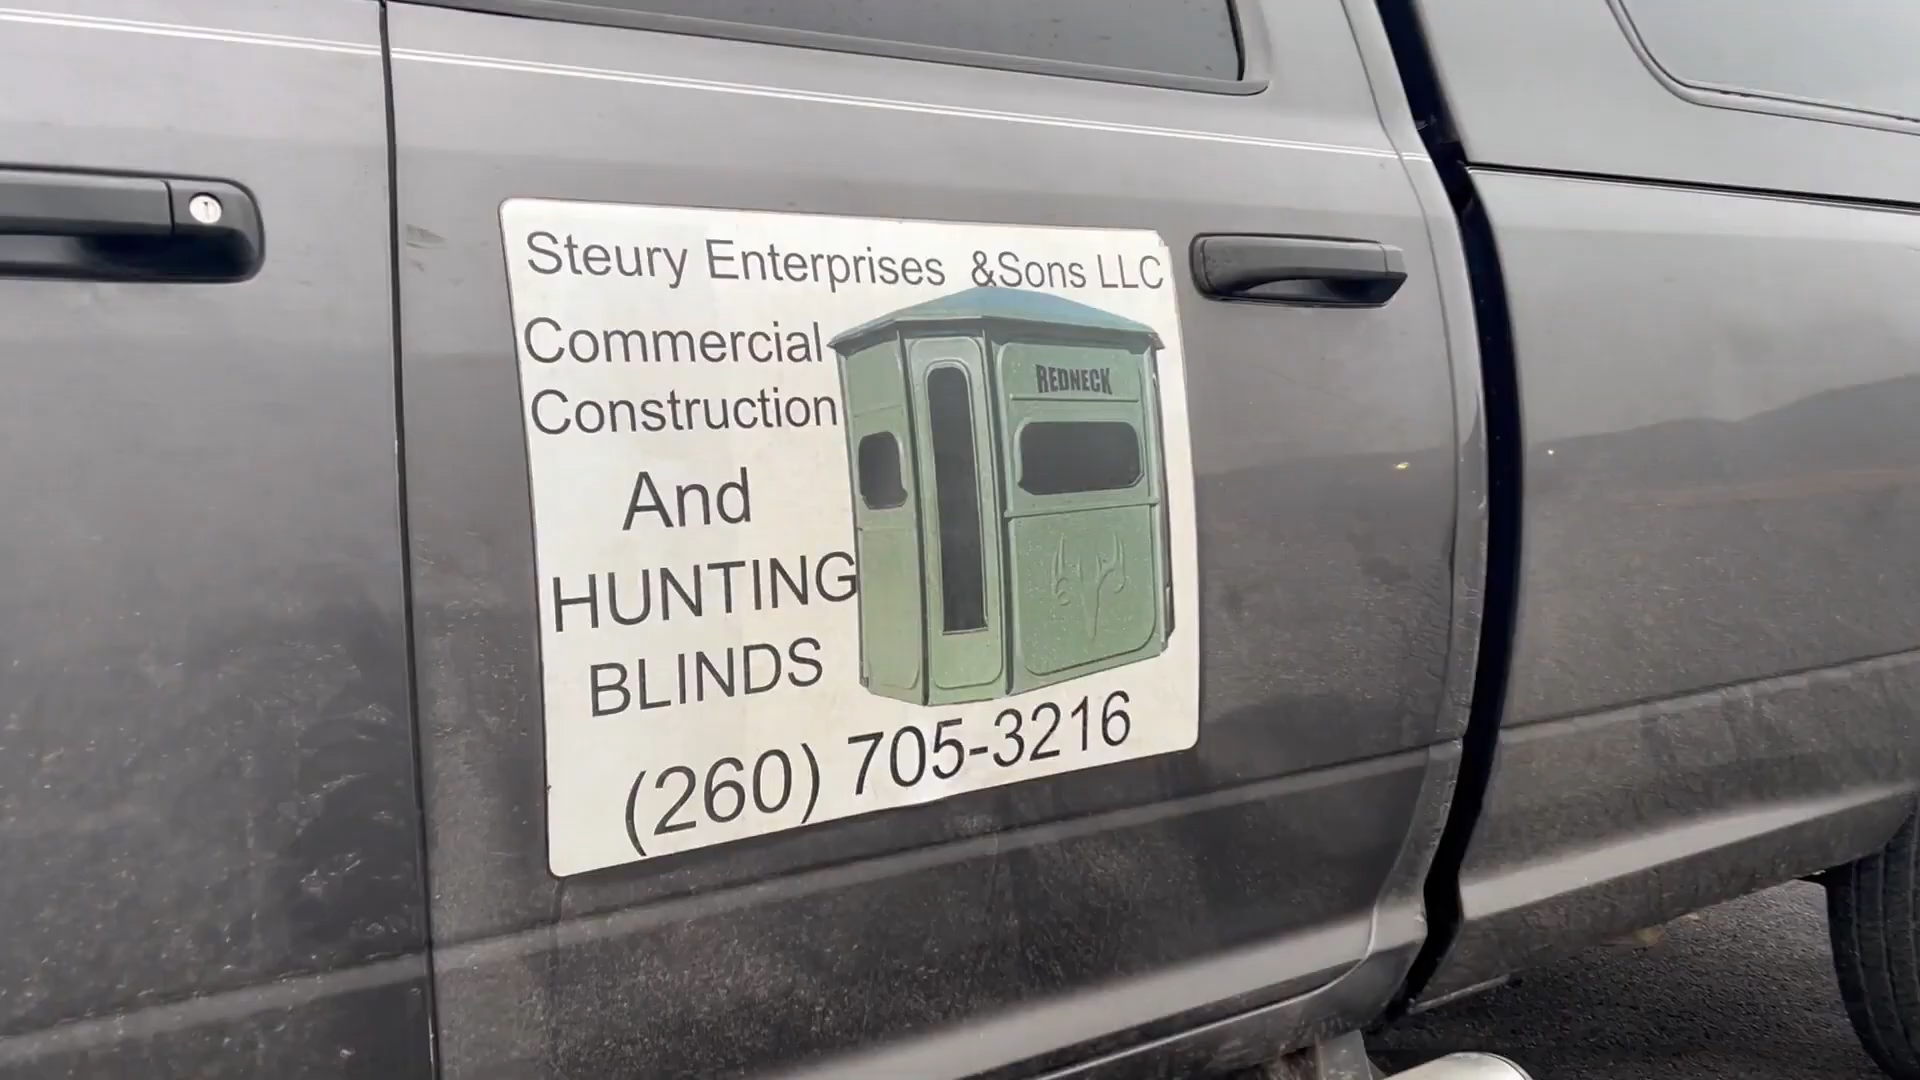 Steury Enterprises &Sons LLC
Commercial
Construction
And
HUNTING
BLINDS
REDNECK
(260) 705-3216